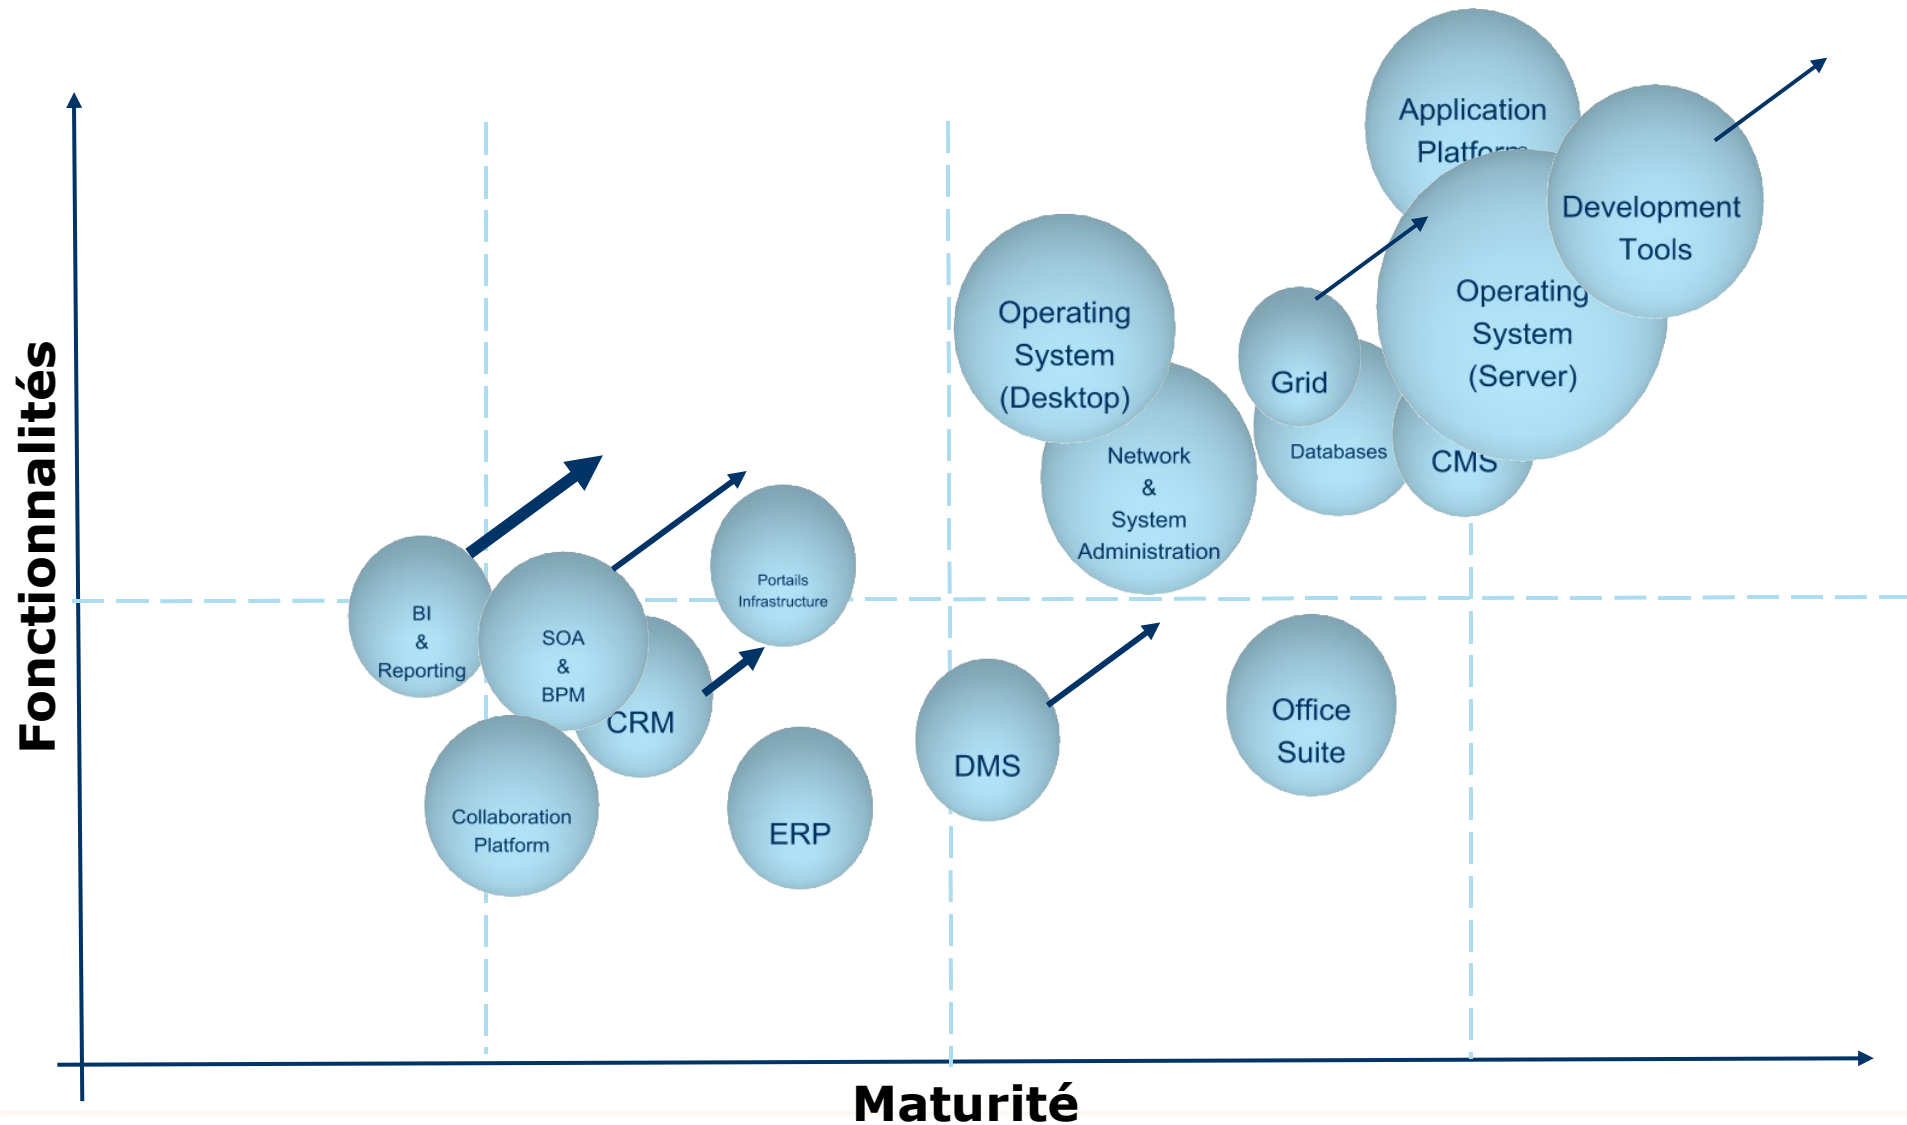 Application
Platform
Development
Tools
Operating
System
(Server)
Operating
System
(Desktop)
Grid
Databases
CMS
Network
&
System
Administration
Portails
Infrastructure
BI
&
Reporting
SOA
&
BPM
CRM
Collaboration
Platform
ERP
DMS
Office
Suite
Fonctionnalités
Maturité